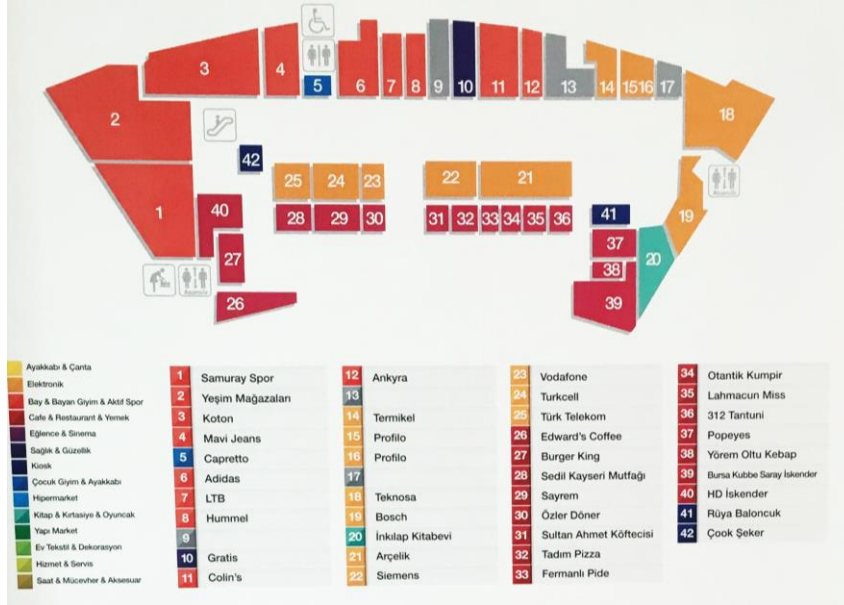 3
4
5
6
7
8
9
10
11
12
13
14
15 16
17
18
2
42
25
24
23
22
21
1
40
28
29
30
31
32
33
34
35
36
41
19
27
37
20
38
26
39
Ayakkabı & Çanta
Elektronik
Bay & Bayan Giyim & Aktif Spor
Cafe & Restaurant & Yemek
Eğlence & Sinema
Sağlık & Güzellik
Kiosk
Çocuk Giyim & Ayakkabı
Hipermarket
Kitap & Kırtasiye & Oyuncak
Yapı Market
Ev Tekstil & Dekorasyon
Hizmet & Servis
Saat & Mücevher & Aksesuar
1 Samuray Spor
2 Yeşim Mağazaları
3 Koton
4 Mavi Jeans
5 Capretto
6 Adidas
7 LTB
8 Hummel
9
10 Gratis
11 Colin's
12 Ankyra
13
14 Termikel
15 Profilo
16 Profilo
17
18 Teknosa
19 Bosch
20 İnkılap Kitabevi
21 Arçelik
22 Siemens
23 Vodafone
24 Turkcell
25 Türk Telekom
26 Edward's Coffee
27 Burger King
28 Sedil Kayseri Mutfağı
29 Sayrem
30 Özler Döner
31 Sultan Ahmet Köftecisi
32 Tadım Pizza
33 Fermanlı Pide
34 Otantik Kumpir
35 Lahmacun Miss
36 312 Tantuni
37 Popeyes
38 Yörem Oltu Kebap
39 Bursa Kubbe Saray İskender
40 HD İskender
41 Rüya Baloncuk
42 Çook Şeker